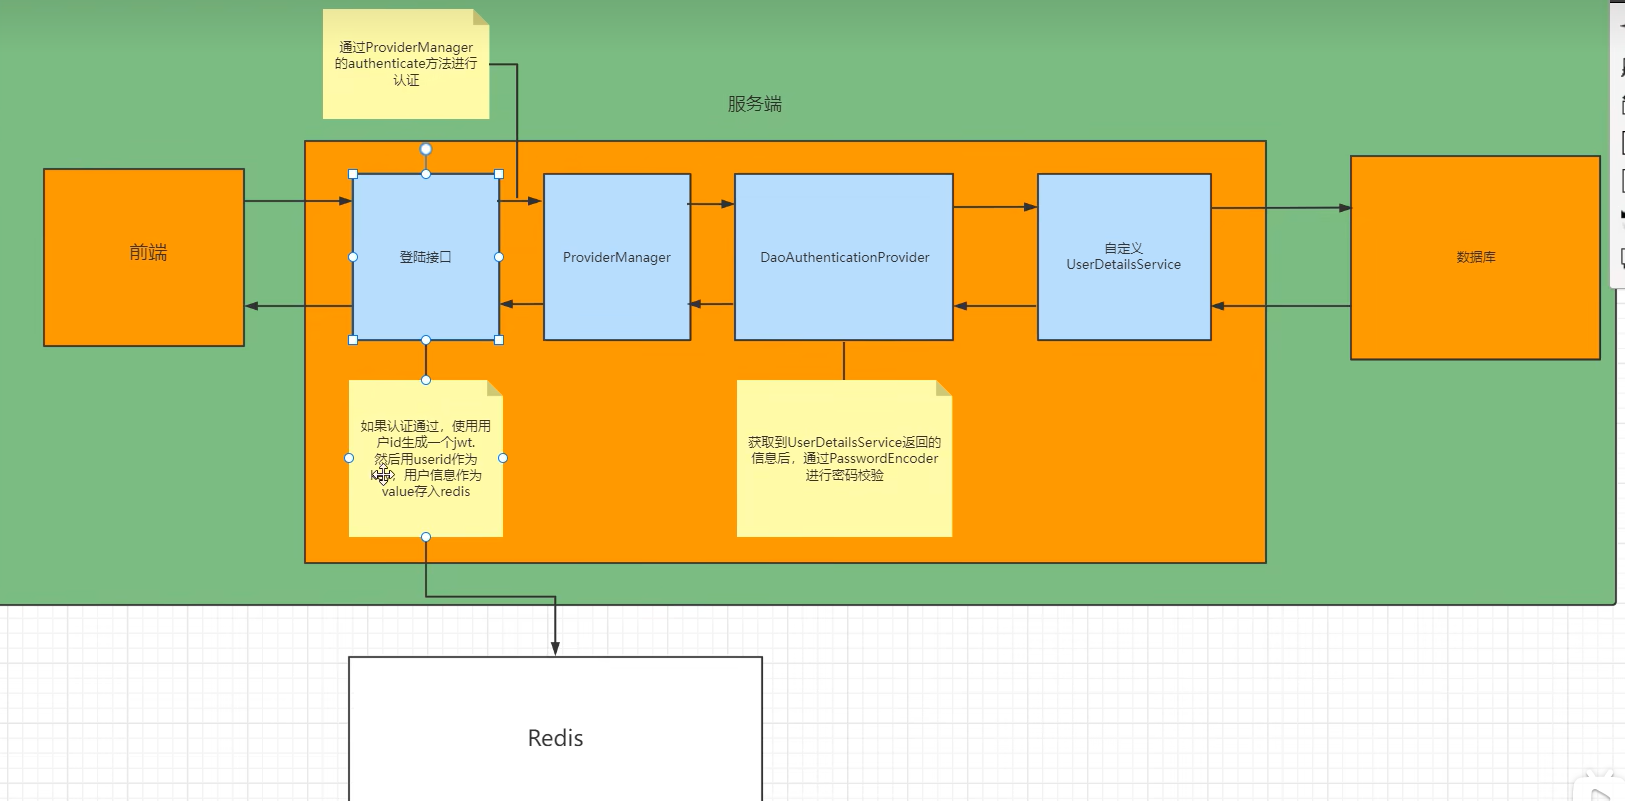 通过ProviderManager
的authenticate方法进行
认证
服务端
前端
登陆接口
ProviderManager
DaoAuthenticationProvider
自定义
UserDetailsService
数据库
如果认证通过，使用用
户id生成一个jwt.
然后用userid作为
用户信息作为
value存入redis
获取到UserDetailsService返回的
信息后，通过PasswordEncoder
进行密码校验
Redis